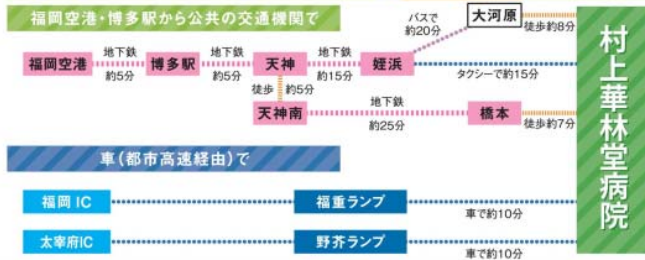 福岡空港・博多駅から公共の交通機関で
バスで
約20分
大河原
徒歩約8分
福岡空港
地下鉄
約5分
博多駅
地下鉄
約5分
天神
地下鉄
約15分
姪浜
タクシーで約15分
徒歩
約5分
天神南
地下鉄
約25分
橋本
徒歩約7分
車(都市高速経由)で
福岡 IC
福重ランプ
車で約10分
太宰府IC
野芥ランプ
車で約10分
村上華林堂病院